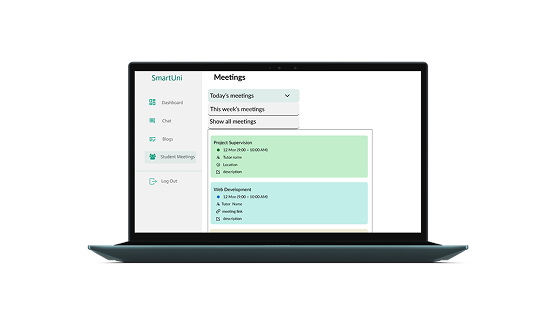 SmartUni
Dashboard
Chat
Blogs
Student Meetings
Log Out
Meetings
Today's meetings
This week's meetings
Show all meetings
Project Supervision
12 Mon (9:00 - 10:00 AM)
Tutor name
Location
description
Web Development
12 Mon (9:00 - 10:00 AM)
Tutor Name
meeting link
description